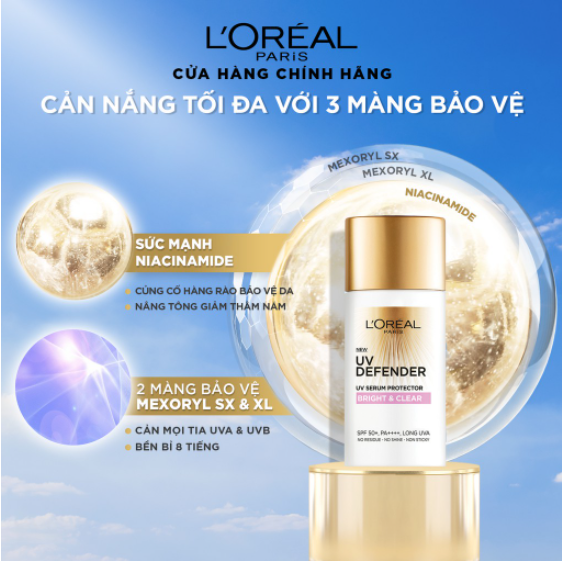 L'ORÉAL
PARIS
CỬA HÀNG CHÍNH HÃNG
CẢN NẮNG TỐI ĐA VỚI 3 MÀNG BẢO VỆ
MEXORYL SX
MEXORYL XL
NIACINAMIDE
SỨC MẠNH
NIACINAMIDE
CỦNG CỐ HÀNG RÀO BẢO VỆ DA
NÂNG TÔNG GIẢM THÂM NÁM
2 MÀNG BẢO VỆ
MEXORYL SX & XL
CẢN MỌI TIA UVA & UVB
BỀN BỈ 8 TIẾNG
L'ORÉAL
PARIS
NEW
UV
DEFENDER
UV SERUM PROTECTOR
BRIGHT & CLEAR
SPF 50+, PA++++, LONG UVA
NO RESIDUE - NO SHINE - NON STICKY